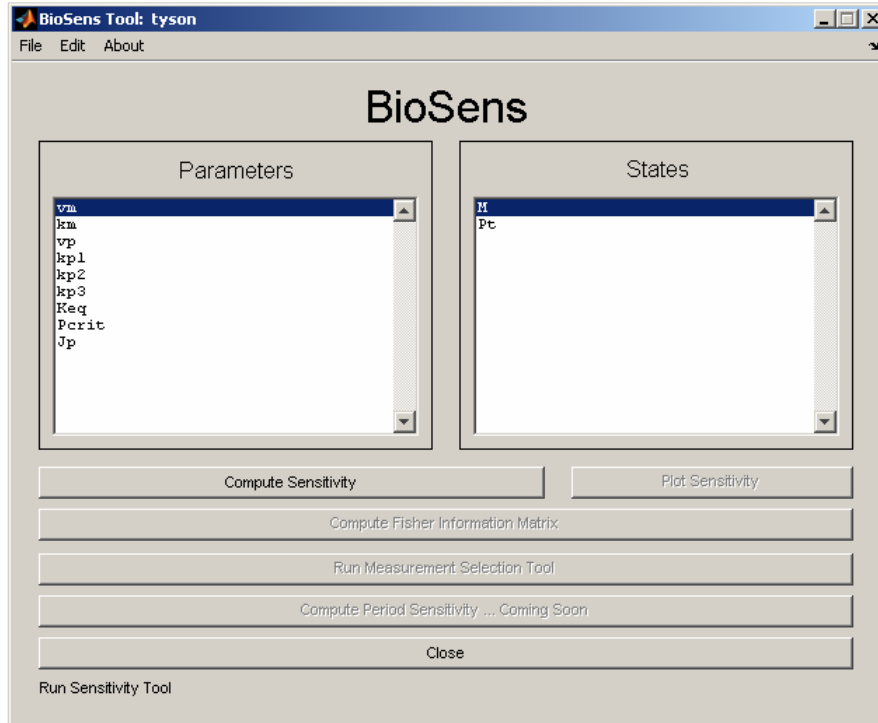 BioSens Tool: tyson
File Edit About
BioSens
Parameters
vm
km
vp
kp1
kp2
kp3
Keq
Pcrit
Jp
States
M
Pt
Compute Sensitivity
Plot Sensitivity
Compute Fisher Information Matrix
Run Measurement Selection Tool
Compute Period Sensitivity ... Coming Soon
Close
Run Sensitivity Tool